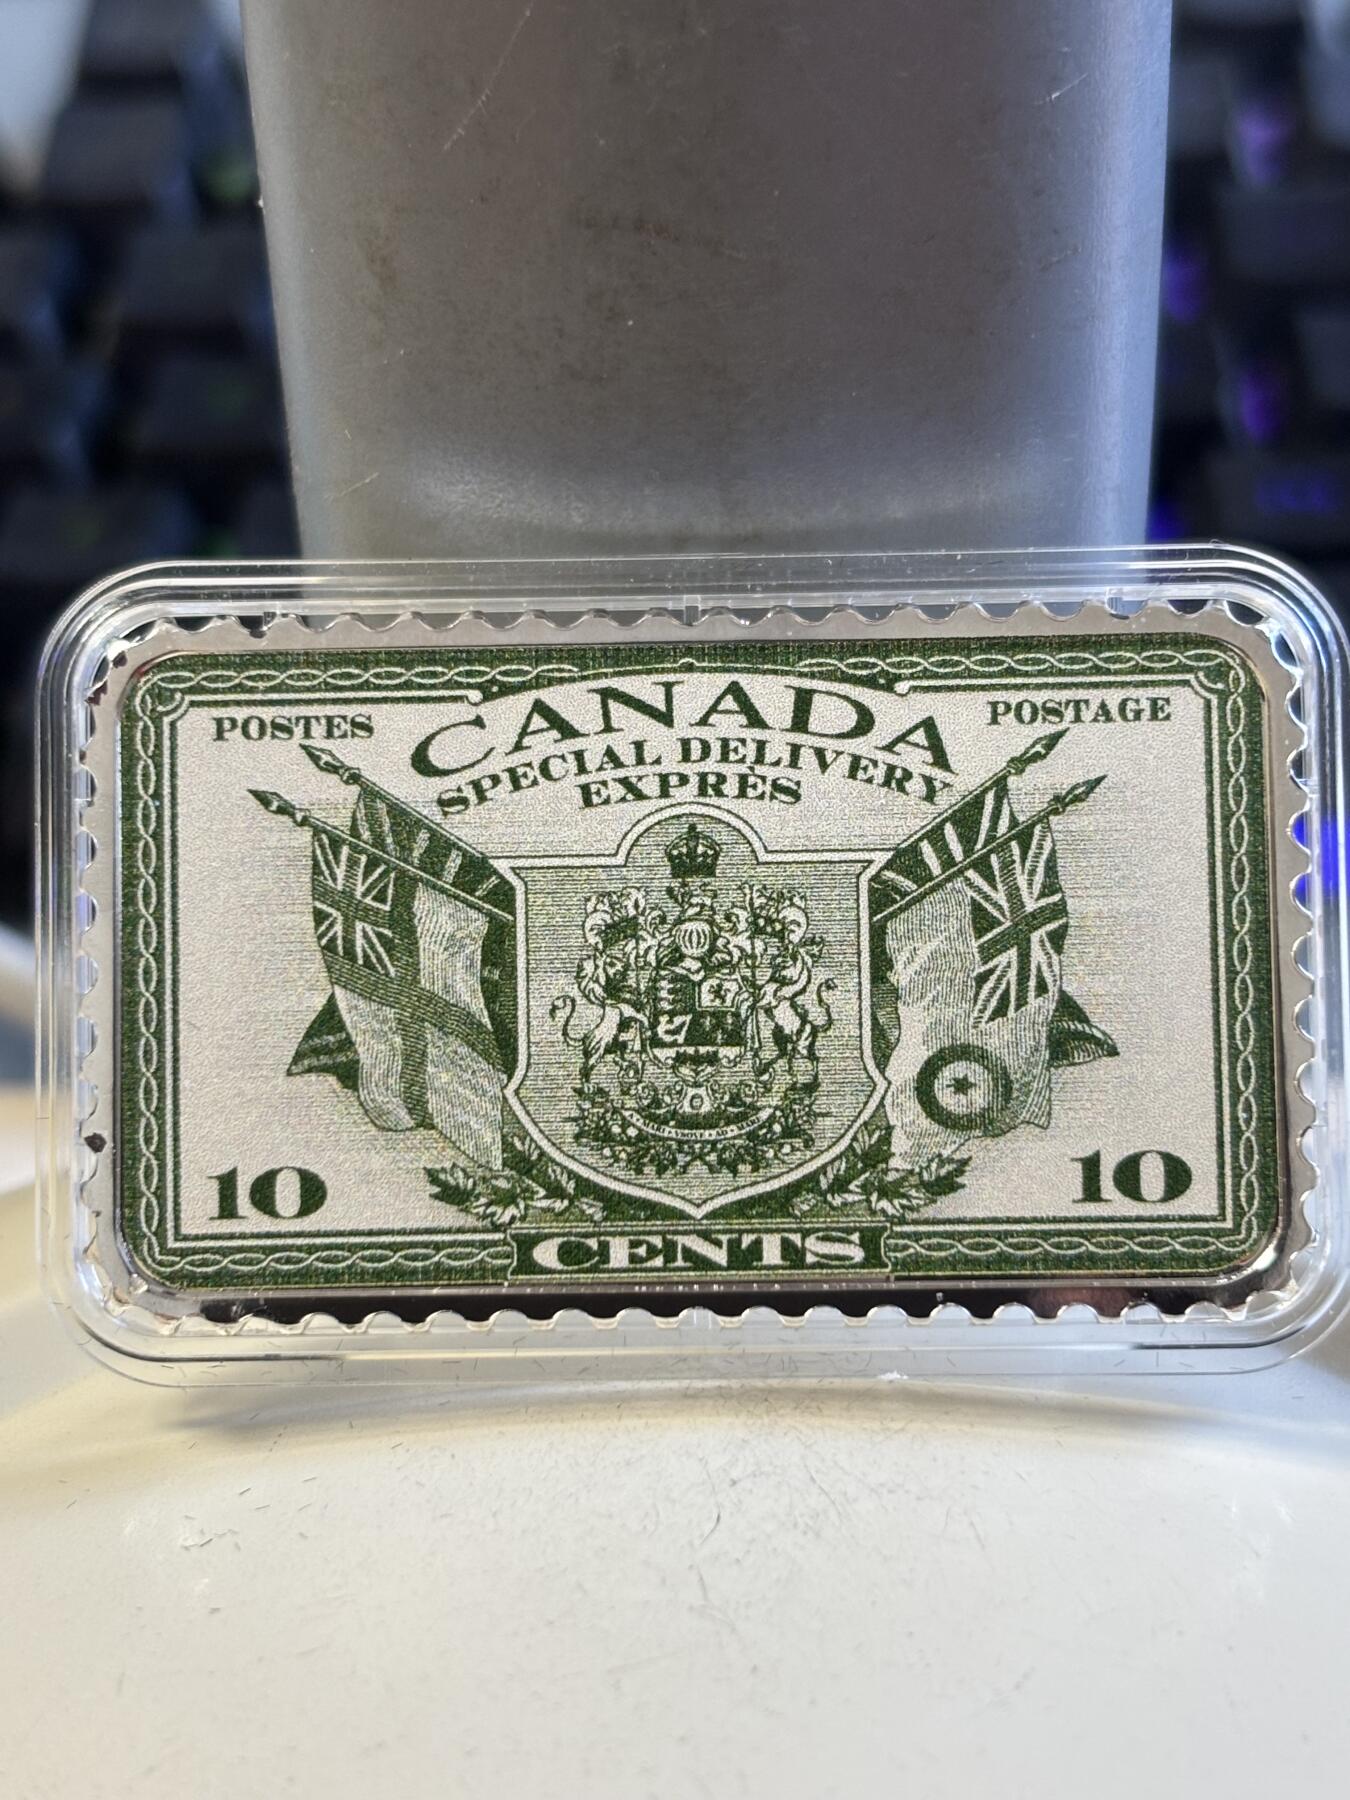 POSTES
POSTAGE
CANADA
SPECIAL DELIVERY
EXPRÈS
10
10
CENTS